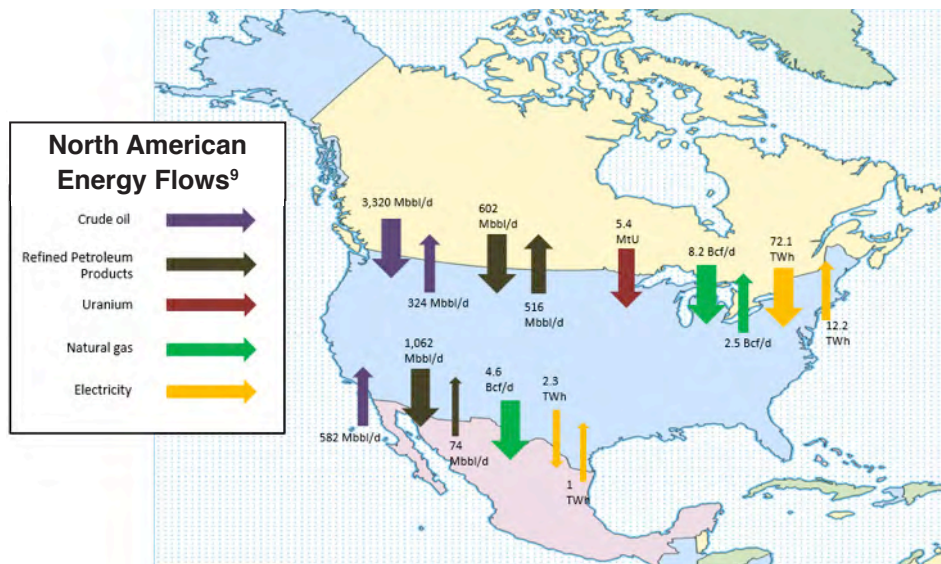 North American
Energy Flows⁹
Crude oil
Refined Petroleum
Products
Uranium
Natural gas
Electricity
3,320 Mbbl/d
324 Mbbl/d
602
Mbbl/d
516
Mbbl/d
5.4
MtU
8.2 Bcf/d
2.5 Bcf/d
72.1
TWh
12.2
TWh
582 Mbbl/d
1,062
Mbbl/d
74
Mbbl/d
4.6
Bcf/d
2.3
TWh
1
TWh